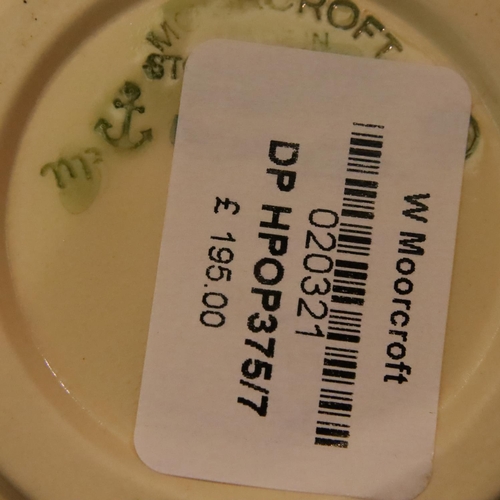 MOORCROFT
W Moorcroft
020321
DP HPOP375/7
£ 195.00